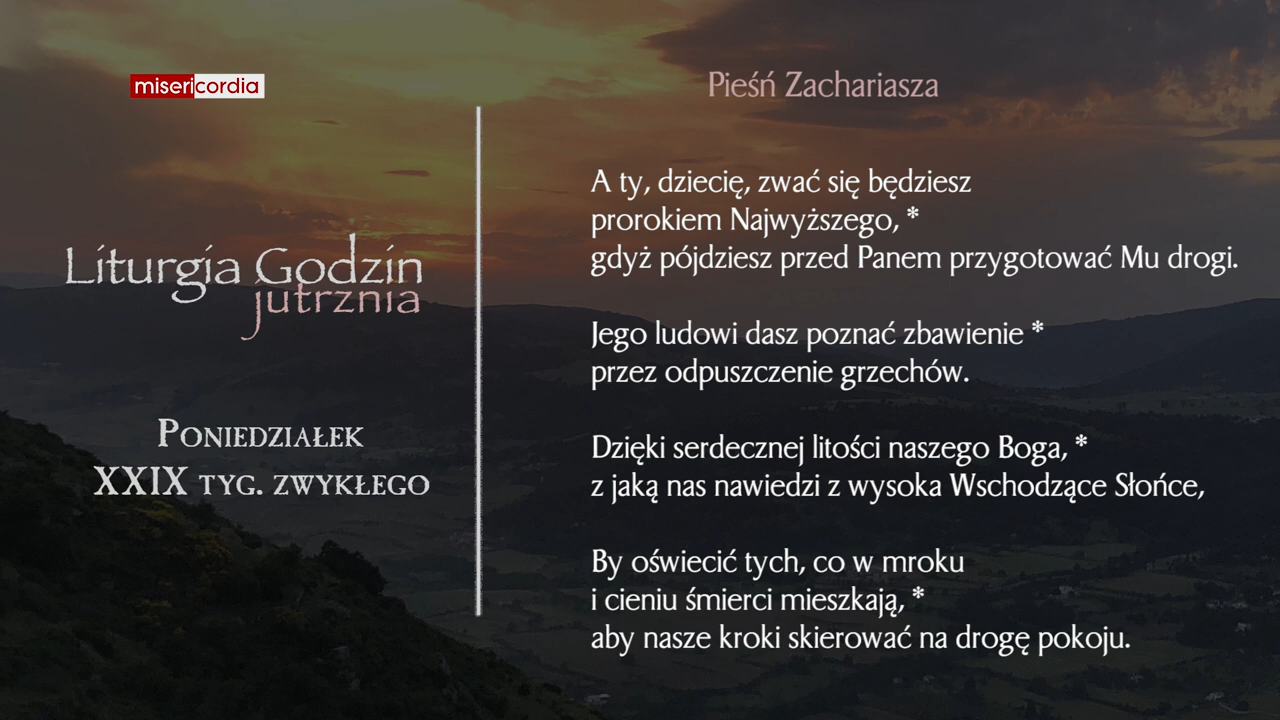 misericordia
Liturgia Godzin
jutrznia
Poniedziałek
XXIX tyg. zwykłego
Pieśń Zachariasza
A ty, dziecię, zwać się będziesz
prorokiem Najwyższego, *
gdyż pójdziesz przed Panem przygotować Mu drogi.
Jego ludowi dasz poznać zbawienie *
przez odpuszczenie grzechów.
Dzięki serdecznej litości naszego Boga, *
z jaką nas nawiedzi z wysoka Wschodzące Słońce,
By oświecić tych, co w mroku
i cieniu śmierci mieszkają, *
aby nasze kroki skierować na drogę pokoju.